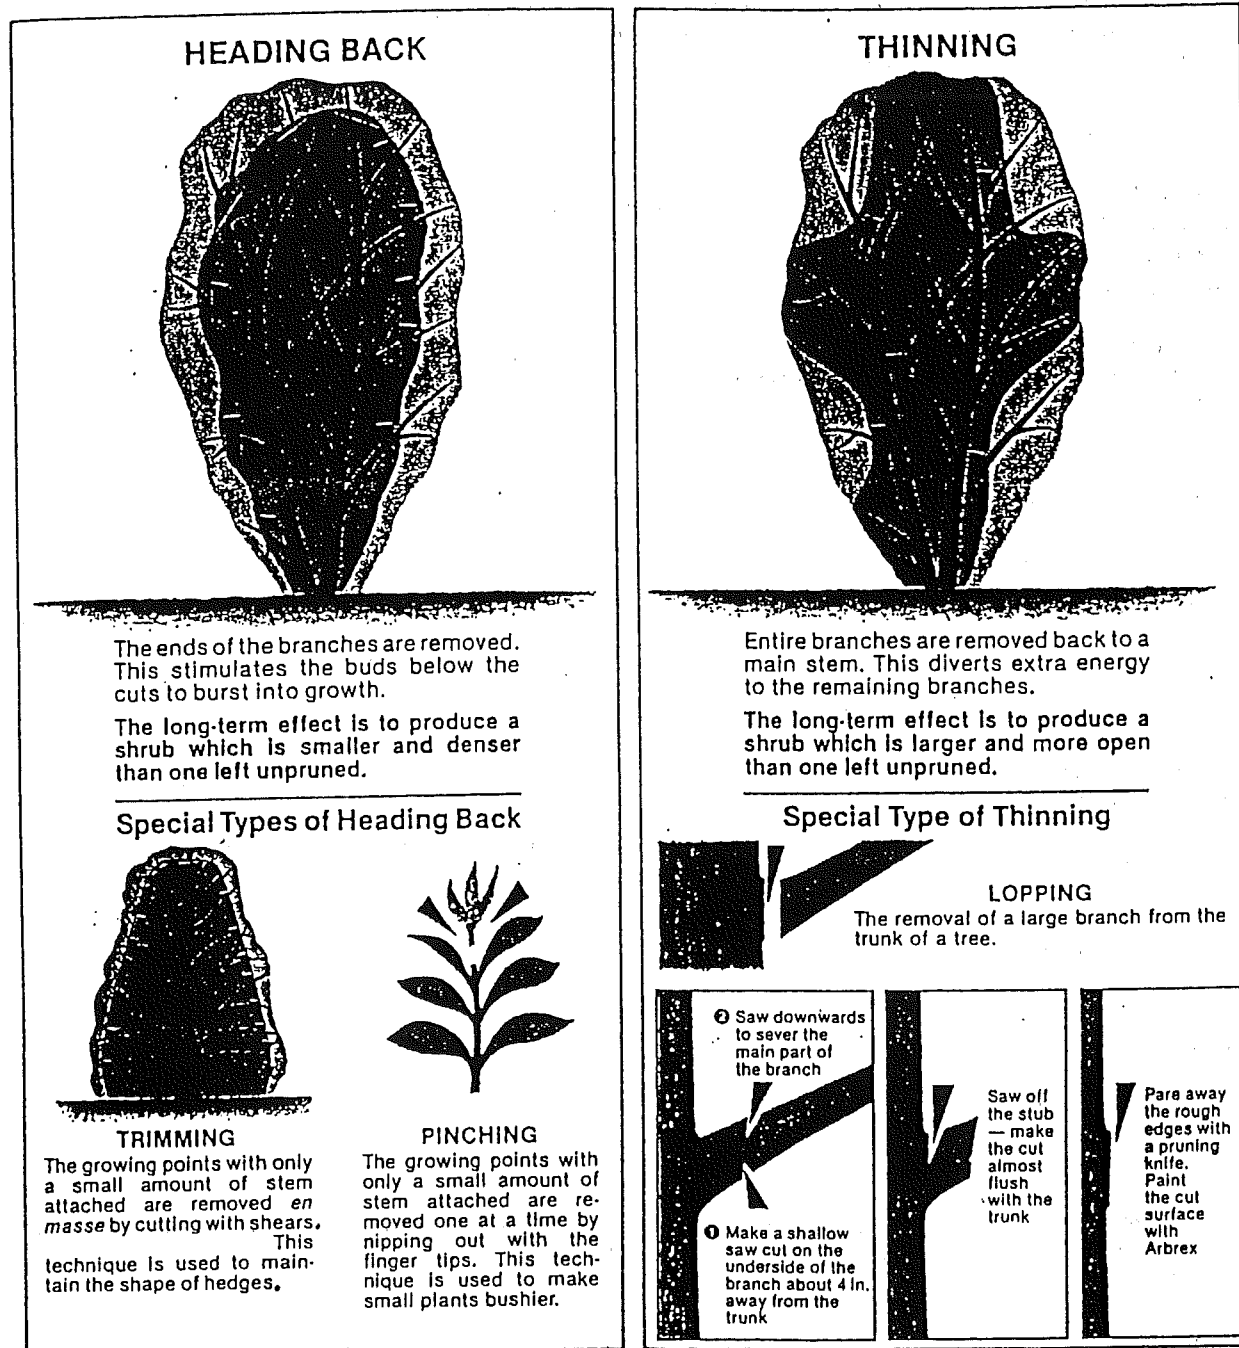 HEADING BACK
The ends of the branches are removed.
This stimulates the buds below the
cuts to burst into growth.
The long-term effect is to produce a
shrub which is smaller and denser
than one left unpruned.
Special Types of Heading Back
TRIMMING
The growing points with only
a small amount of stem
attached are removed en
masse by cutting with shears.
This
technique is used to main-
tain the shape of hedges.
PINCHING
The growing points with
only a small amount of
stem attached are re-
moved one at a time by
nipping out with the
finger tips. This tech-
nique is used to make
small plants bushier.
THINNING
Entire branches are removed back to a
main stem. This diverts extra energy
to the remaining branches.
The long-term effect is to produce a
shrub which is larger and more open
than one left unpruned.
Special Type of Thinning
LOPPING
The removal of a large branch from the
trunk of a tree.
❷ Saw downwards
to sever the
main part of
the branch
❶ Make a shallow
saw cut on the
underside of the
branch about 4 in.
away from the
trunk
Saw off
the stub
— make
the cut
almost
flush
with the
trunk
Pare away
the rough
edges with
a pruning
knife.
Paint
the cut
surface
with
Arbrex